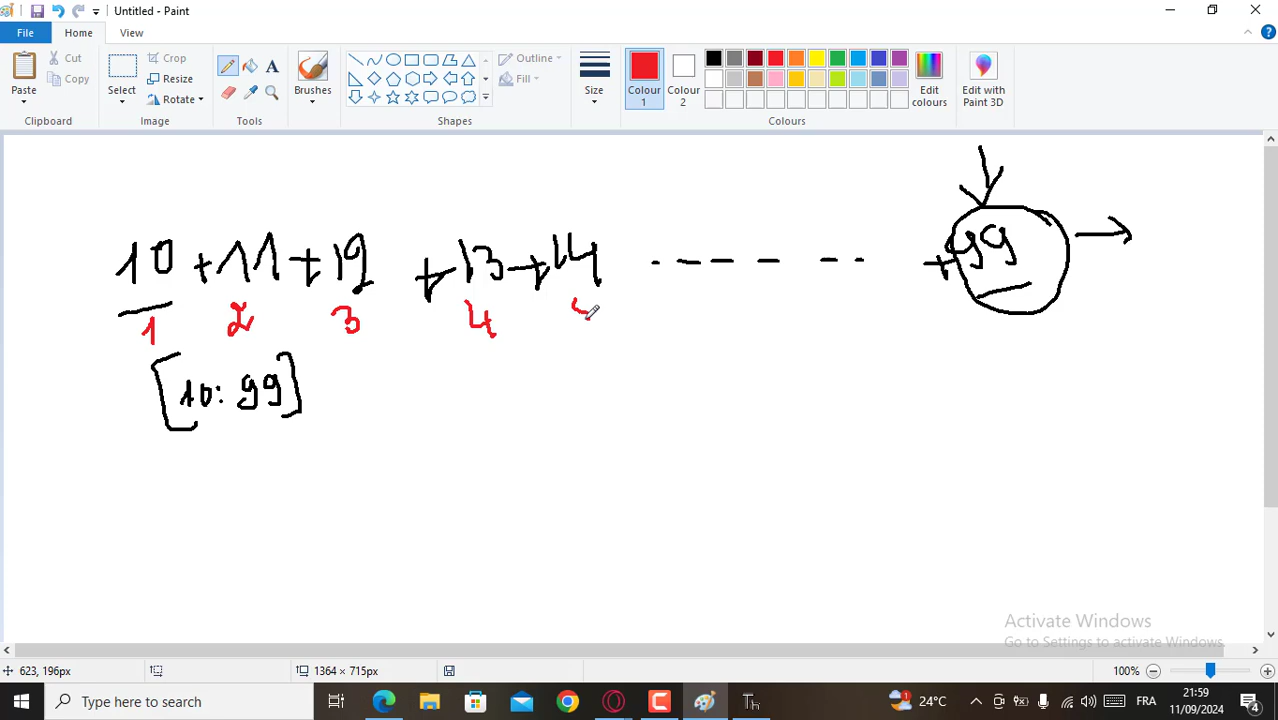 Untitled - Paint
File Home View
Paste
Cut
Copy
Clipboard
Select
Crop
Resize
Rotate
Image
Tools
A
Brushes
Outline
Fill
Shapes
Size
Colour 1
Colour 2
Edit colours
Colours
Edit with Paint 3D
10 + 11 + 12 + 13 + 14 - - - - - - + 99
1 2 3 4
[10: 99]
Activate Windows
Go to Settings to activate Windows.
623, 196px
1364 × 715px
100%
Type here to search
1
24°C
FRA
21:59
11/09/2024
4